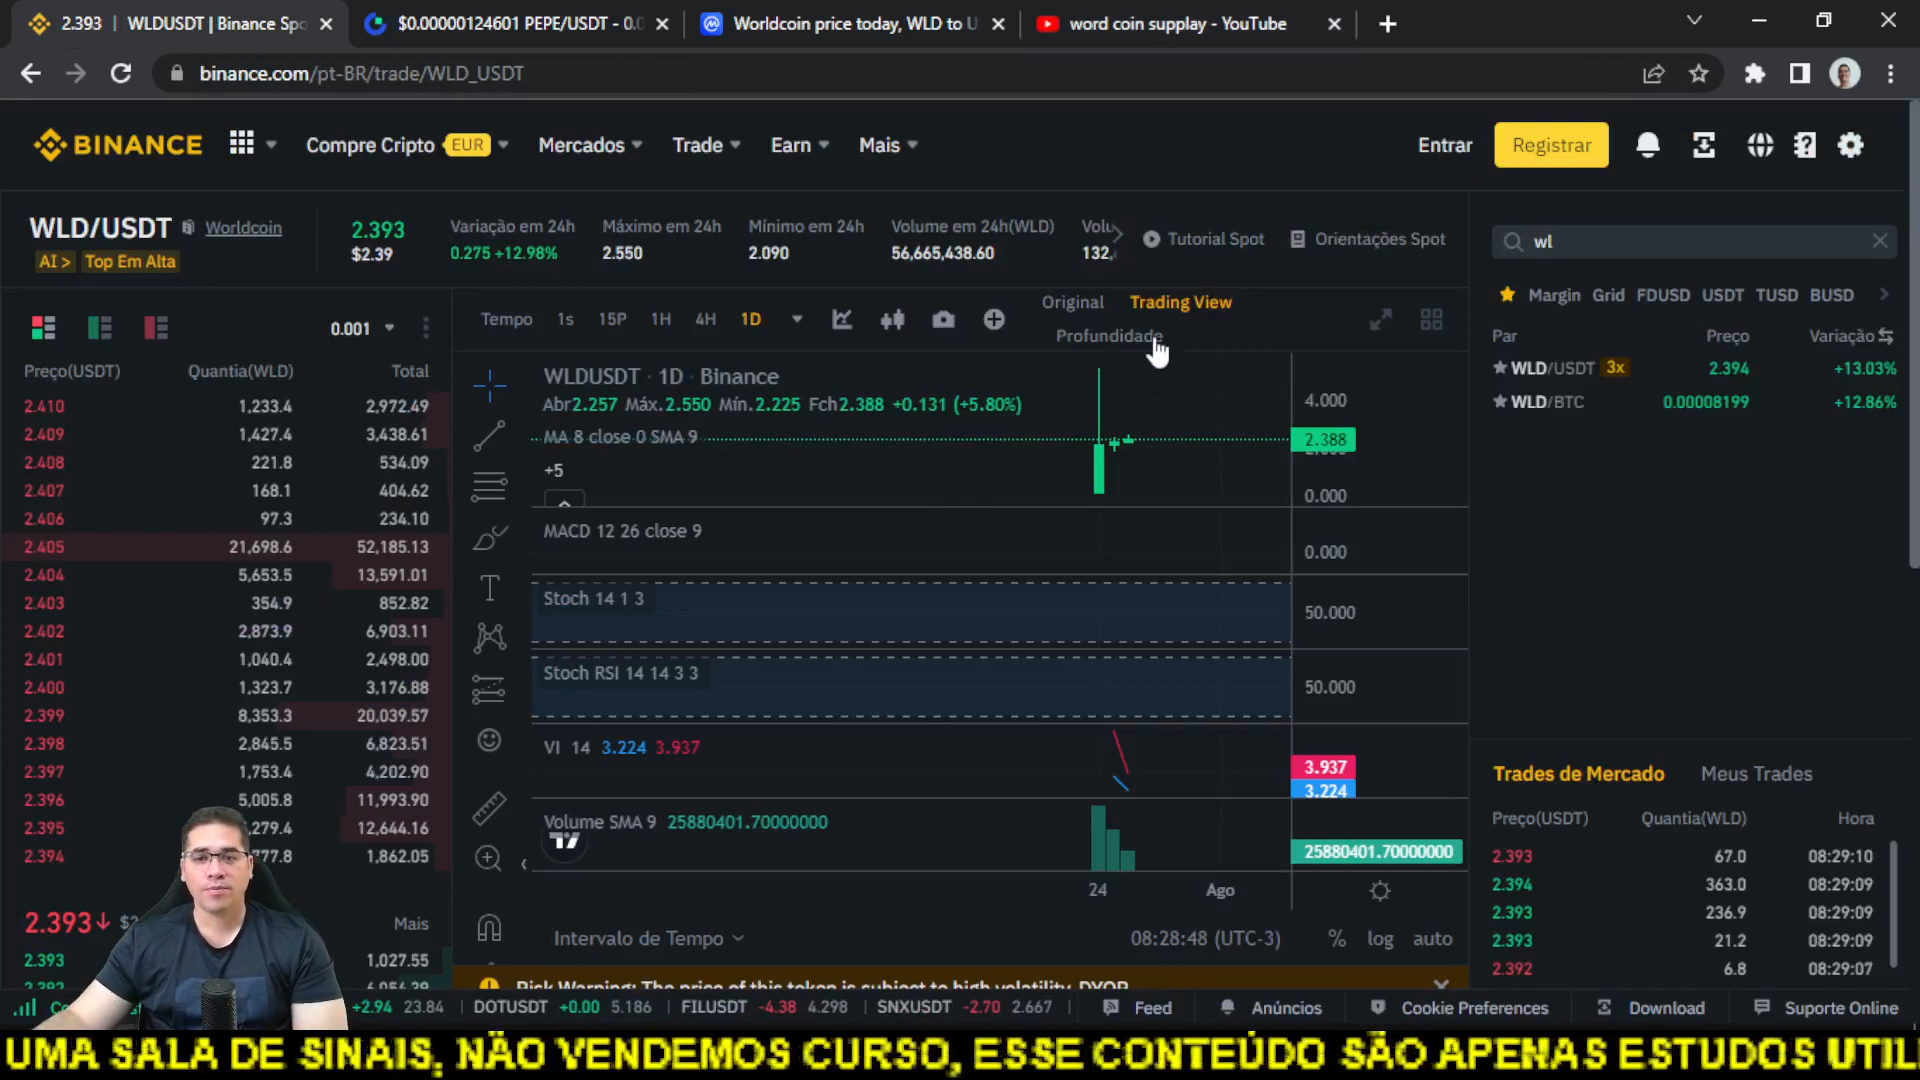 2.393 | WLDUSDT | Binance Spo
$0.00000124601 PEPE/USDT - 0.0
Worldcoin price today, WLD to U
word coin supplay - YouTube
binance.com/pt-BR/trade/WLD_USDT
BINANCE
Compre Cripto EUR
Mercados
Trade
Earn
Mais
Entrar
Registrar
WLD/USDT
Worldcoin
AI >
Top Em Alta
2.393
$2.39
Variação em 24h
0.275 +12.98%
Máximo em 24h
2.550
Mínimo em 24h
2.090
Volume em 24h(WLD)
56,665,438.60
Volu
132,
Tutorial Spot
Orientações Spot
wl
Margin Grid FDUSD USDT TUSD BUSD
Par Preço Variação
WLD/USDT 3x 2.394 +13.03%
WLD/BTC 0.00008199 +12.86%
0.001
Preço(USDT) Quantia(WLD) Total
2.410 1,233.4 2,972.49
2.409 1,427.4 3,438.61
2.408 221.8 534.09
2.407 168.1 404.62
2.406 97.3 234.10
2.405 21,698.6 52,185.13
2.404 5,653.5 13,591.01
2.403 354.9 852.82
2.402 2,873.9 6,903.11
2.401 1,040.4 2,498.00
2.400 1,323.7 3,176.88
2.399 8,353.3 20,039.57
2.398 2,845.5 6,823.51
2.397 1,753.4 4,202.90
2.396 5,005.8 11,993.90
2.395 279.4 12,644.16
2.394 777.8 1,862.05
2.393 Mais
2.393 1,027.55
Tempo 1s 15P 1H 4H 1D
Original Trading View
Profundidade
WLDUSDT · 1D · Binance
Abr2.257 Máx.2.550 Mín.2.225 Fch2.388 +0.131 (+5.80%)
MA 8 close 0 SMA 9
+5
4.000
2.388
0.000
MACD 12 26 close 9
0.000
Stoch 14 1 3
50.000
Stoch RSI 14 14 3 3
50.000
VI 14 3.224 3.937
3.937
3.224
Volume SMA 9 25880401.70000000
25880401.70000000
24 Ago
Intervalo de Tempo
08:28:48 (UTC-3) % log auto
Risk Warning: The price of this token is subject to high volatility. DYOR
Trades de Mercado Meus Trades
Preço(USDT) Quantia(WLD) Hora
2.393 67.0 08:29:10
2.394 363.0 08:29:09
2.393 236.9 08:29:09
2.393 21.2 08:29:09
2.392 6.8 08:29:07
+2.94 23.84 | DOTUSDT +0.00 5.186 | FILUSDT -4.38 4.298 | SNXUSDT -2.70 2.667
Feed
Anúncios
Cookie Preferences
Download
Suporte Online
UMA SALA DE SINAIS, NÃO VENDEMOS CURSO, ESSE CONTEÚDO SÃO APENAS ESTUDOS UTIL